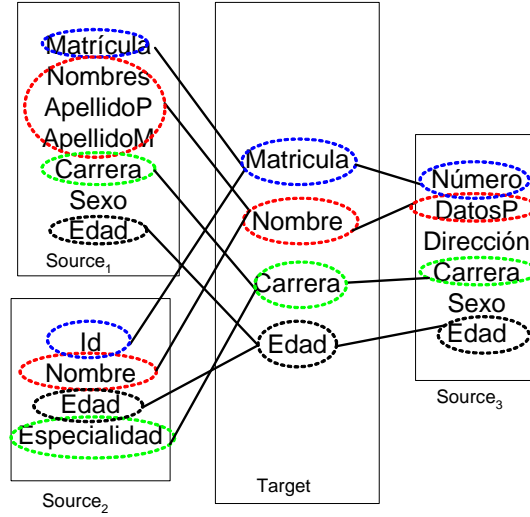 Matrícula
Nombres
ApellidoP
ApellidoM
Carrera
Sexo
Edad
Source1
Id
Nombre
Edad
Especialidad
Source2
Matricula
Nombre
Carrera
Edad
Target
Número
DatosP
Dirección
Carrera
Sexo
Edad
Source3